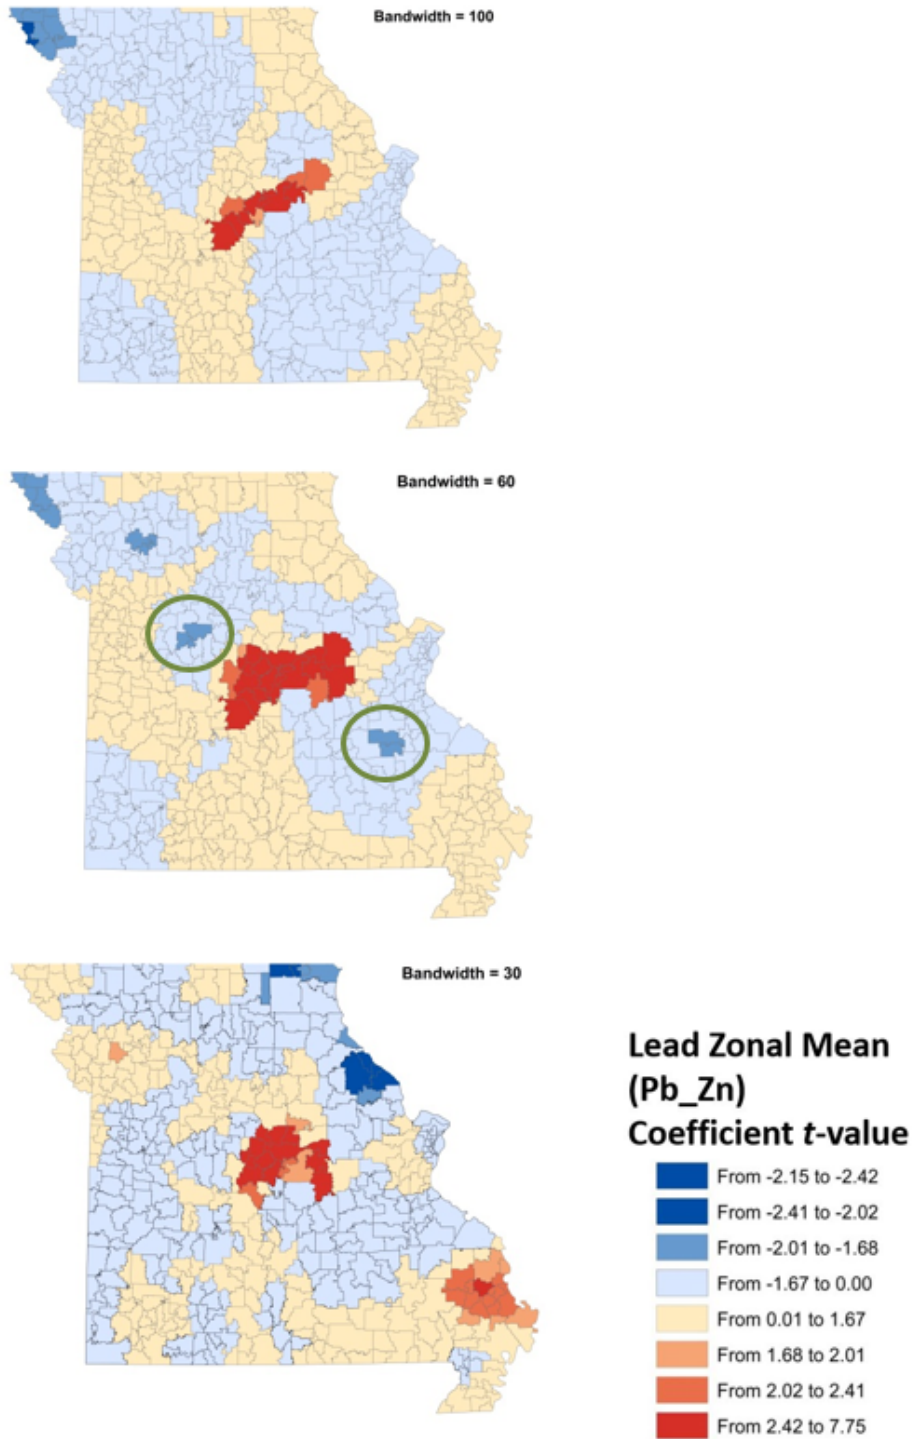 Bandwidth = 100
Bandwidth = 60
Bandwidth = 30
Lead Zonal Mean
(Pb_Zn)
Coefficient t-value
From -2.15 to -2.42
From -2.41 to -2.02
From -2.01 to -1.68
From -1.67 to 0.00
From 0.01 to 1.67
From 1.68 to 2.01
From 2.02 to 2.41
From 2.42 to 7.75